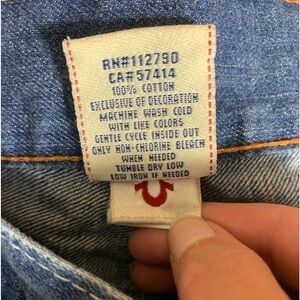 RN#112790
CA#57414
100% COTTON
EXCLUSIVE OF DECORATION
MACHINE WASH COLD
WITH LIKE COLORS
GENTLE CYCLE INSIDE OUT
ONLY NON-CHLORINE BLEACH
WHEN NEEDED
TUMBLE DRY LOW
LOW IRON IF NEEDED